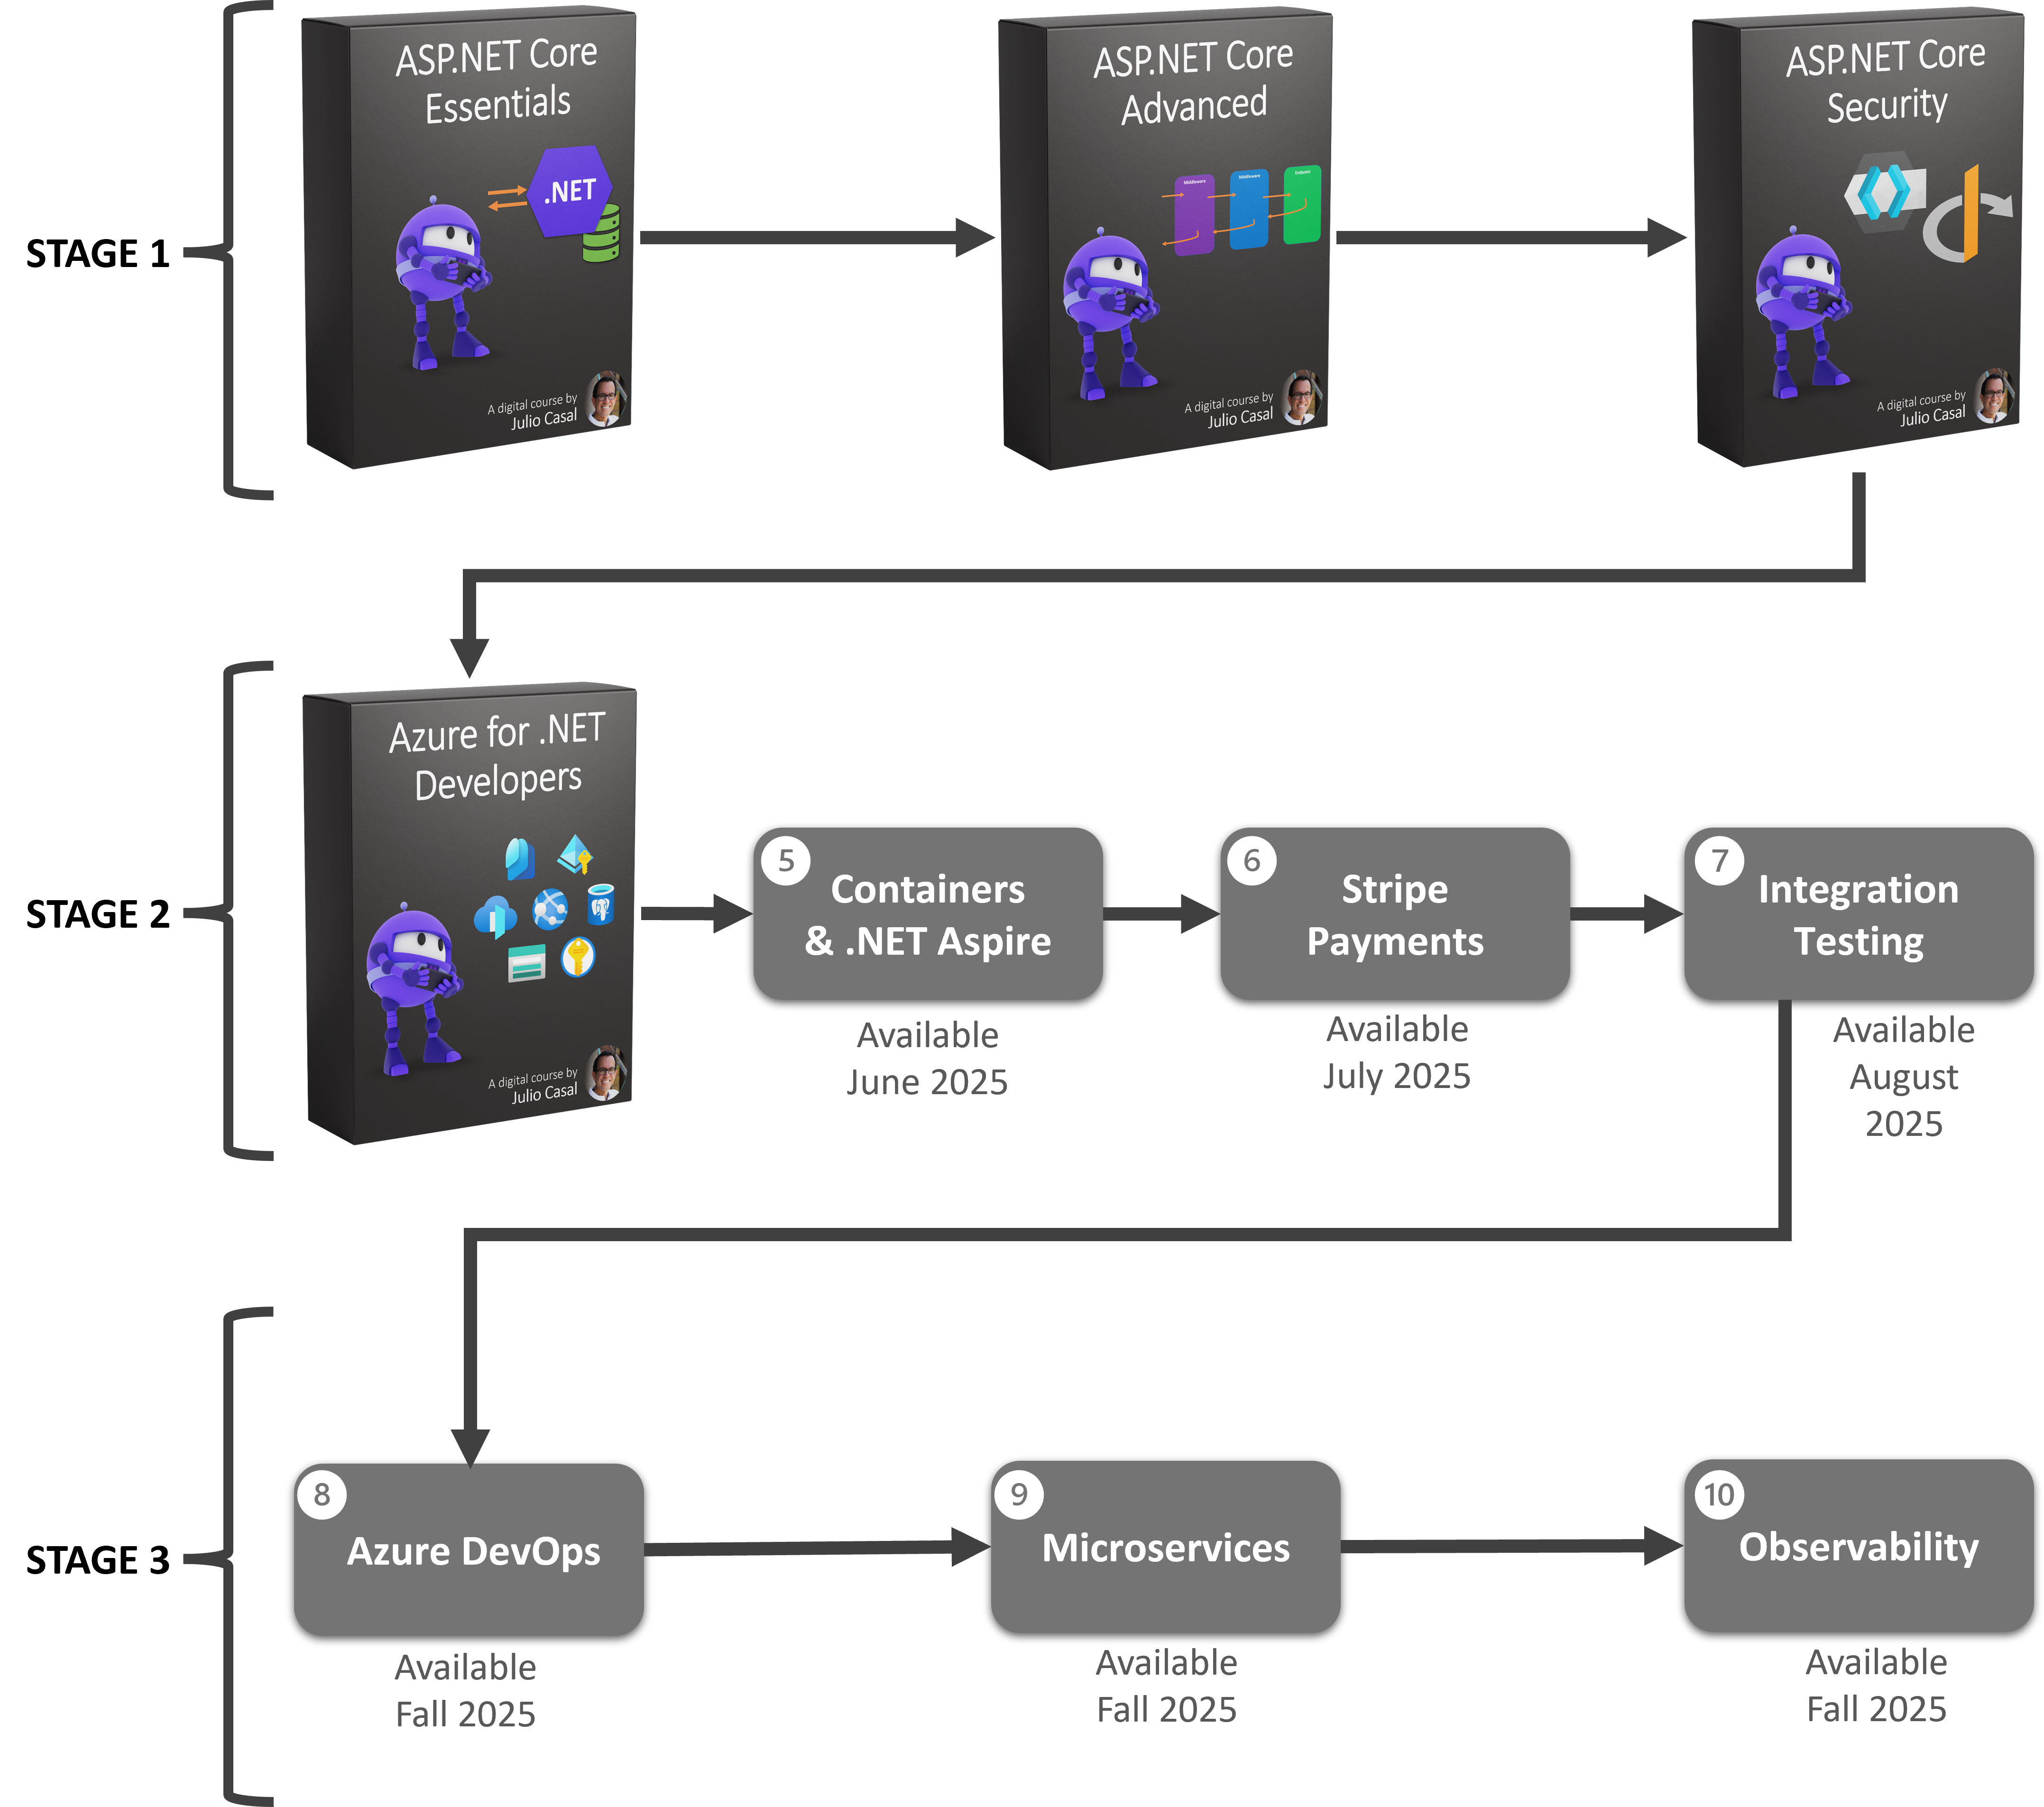 STAGE 1
ASP.NET Core
Essentials
.NET
A digital course by
Julio Casal
ASP.NET Core
Advanced
Middleware
Middleware
Endpoint
A digital course by
Julio Casal
ASP.NET Core
Security
A digital course by
Julio Casal
STAGE 2
Azure for .NET
Developers
A digital course by
Julio Casal
5
Containers
& .NET Aspire
Available
June 2025
6
Stripe
Payments
Available
July 2025
7
Integration
Testing
Available
August
2025
STAGE 3
8
Azure DevOps
Available
Fall 2025
9
Microservices
Available
Fall 2025
10
Observability
Available
Fall 2025